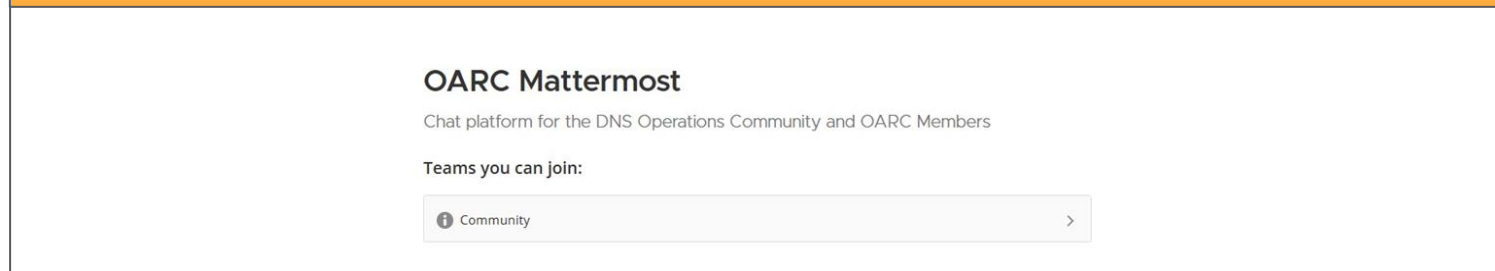 OARC Mattermost
Chat platform for the DNS Operations Community and OARC Members
Teams you can join:
Community